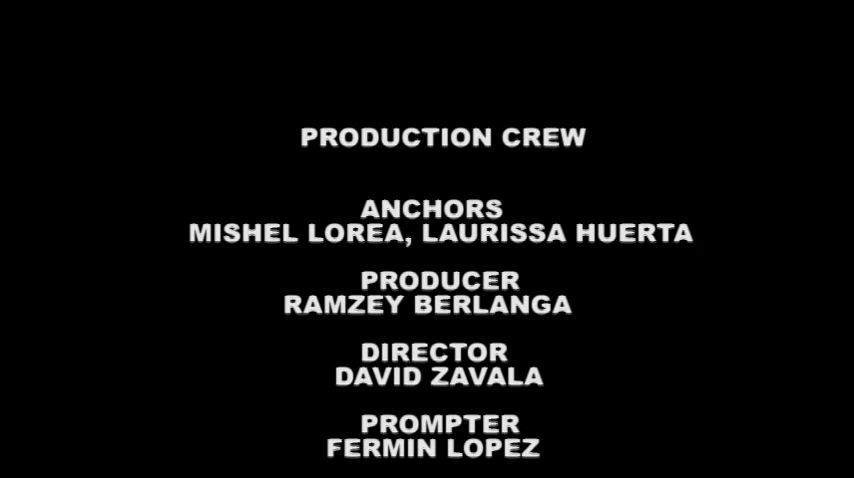 PRODUCTION CREW
ANCHORS
MISHEL LOREA, LAURISSA HUERTA
PRODUCER
RAMZEY BERLANGA
DIRECTOR
DAVID ZAVALA
PROMPTER
FERMIN LOPEZ